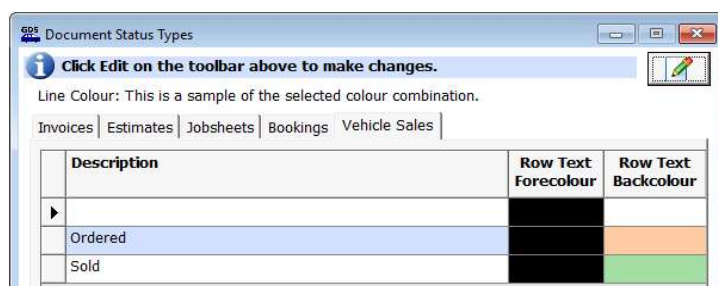 GDS Document Status Types
Click Edit on the toolbar above to make changes.
Line Colour: This is a sample of the selected colour combination.
Invoices Estimates Jobsheets Bookings Vehicle Sales
Description Row Text Forecolour Row Text Backcolour
Ordered
Sold